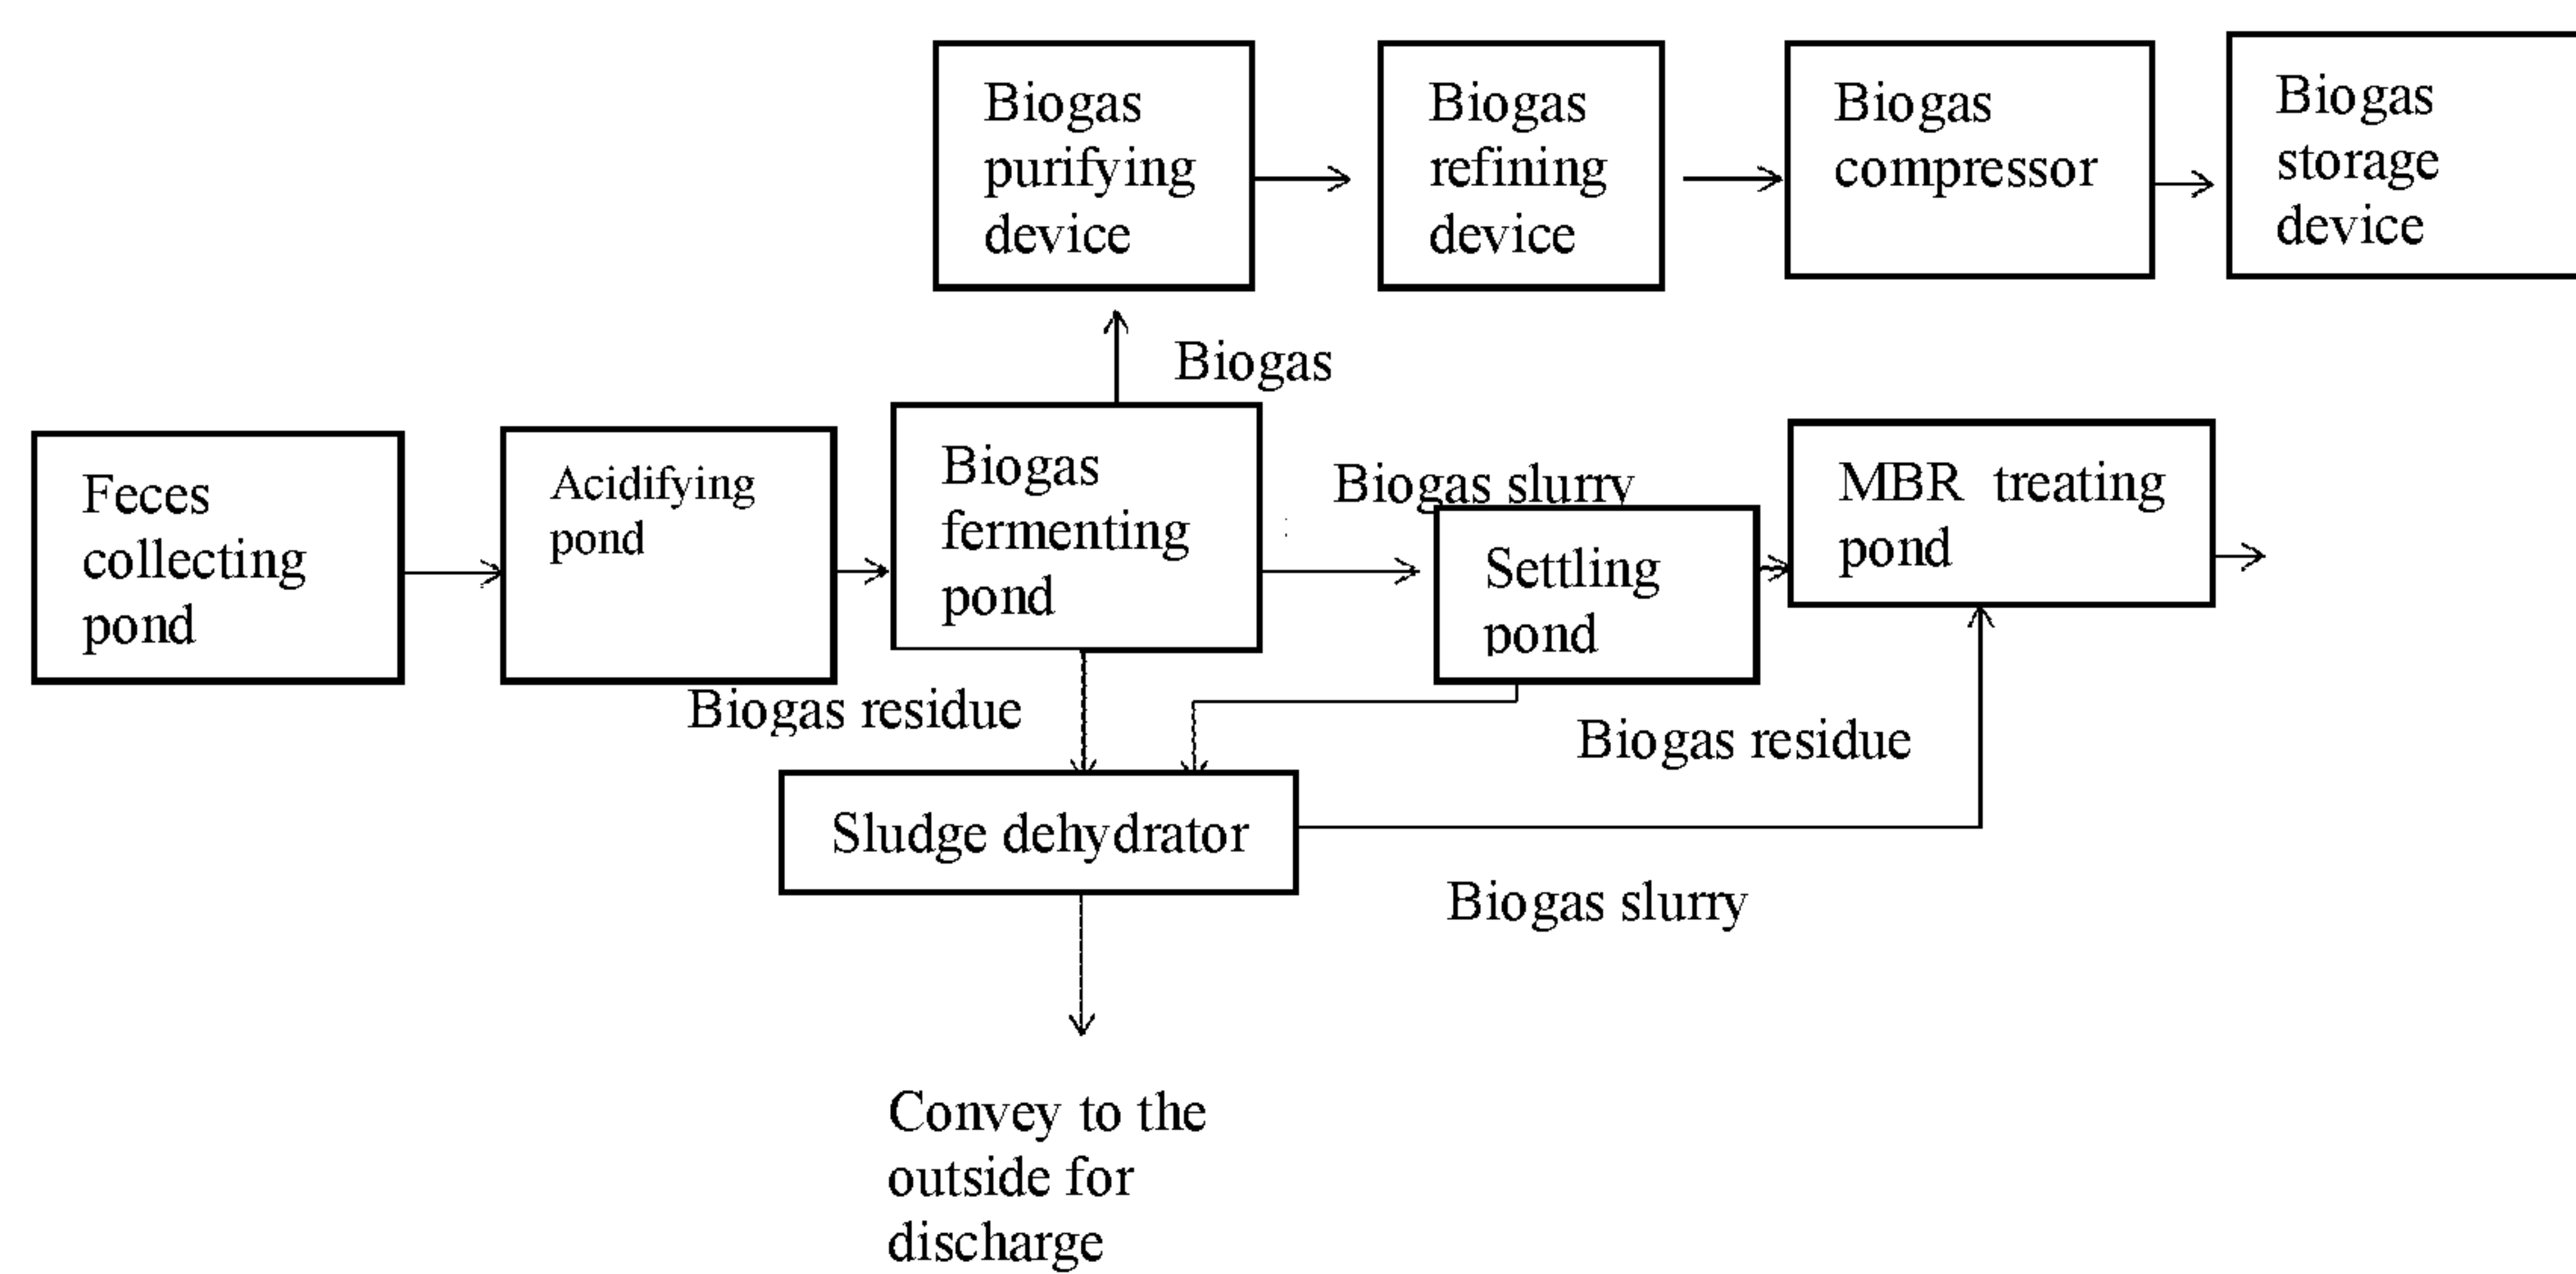 Biogas
purifying
device
Biogas
refining
device
Biogas
compressor
Biogas
storage
device
Biogas
Feces
collecting
pond
Acidifying
pond
Biogas
fermenting
pond
Biogas slurry
Settling
pond
MBR treating
pond
Biogas residue
Biogas residue
Sludge dehydrator
Biogas slurry
Convey to the
outside for
discharge